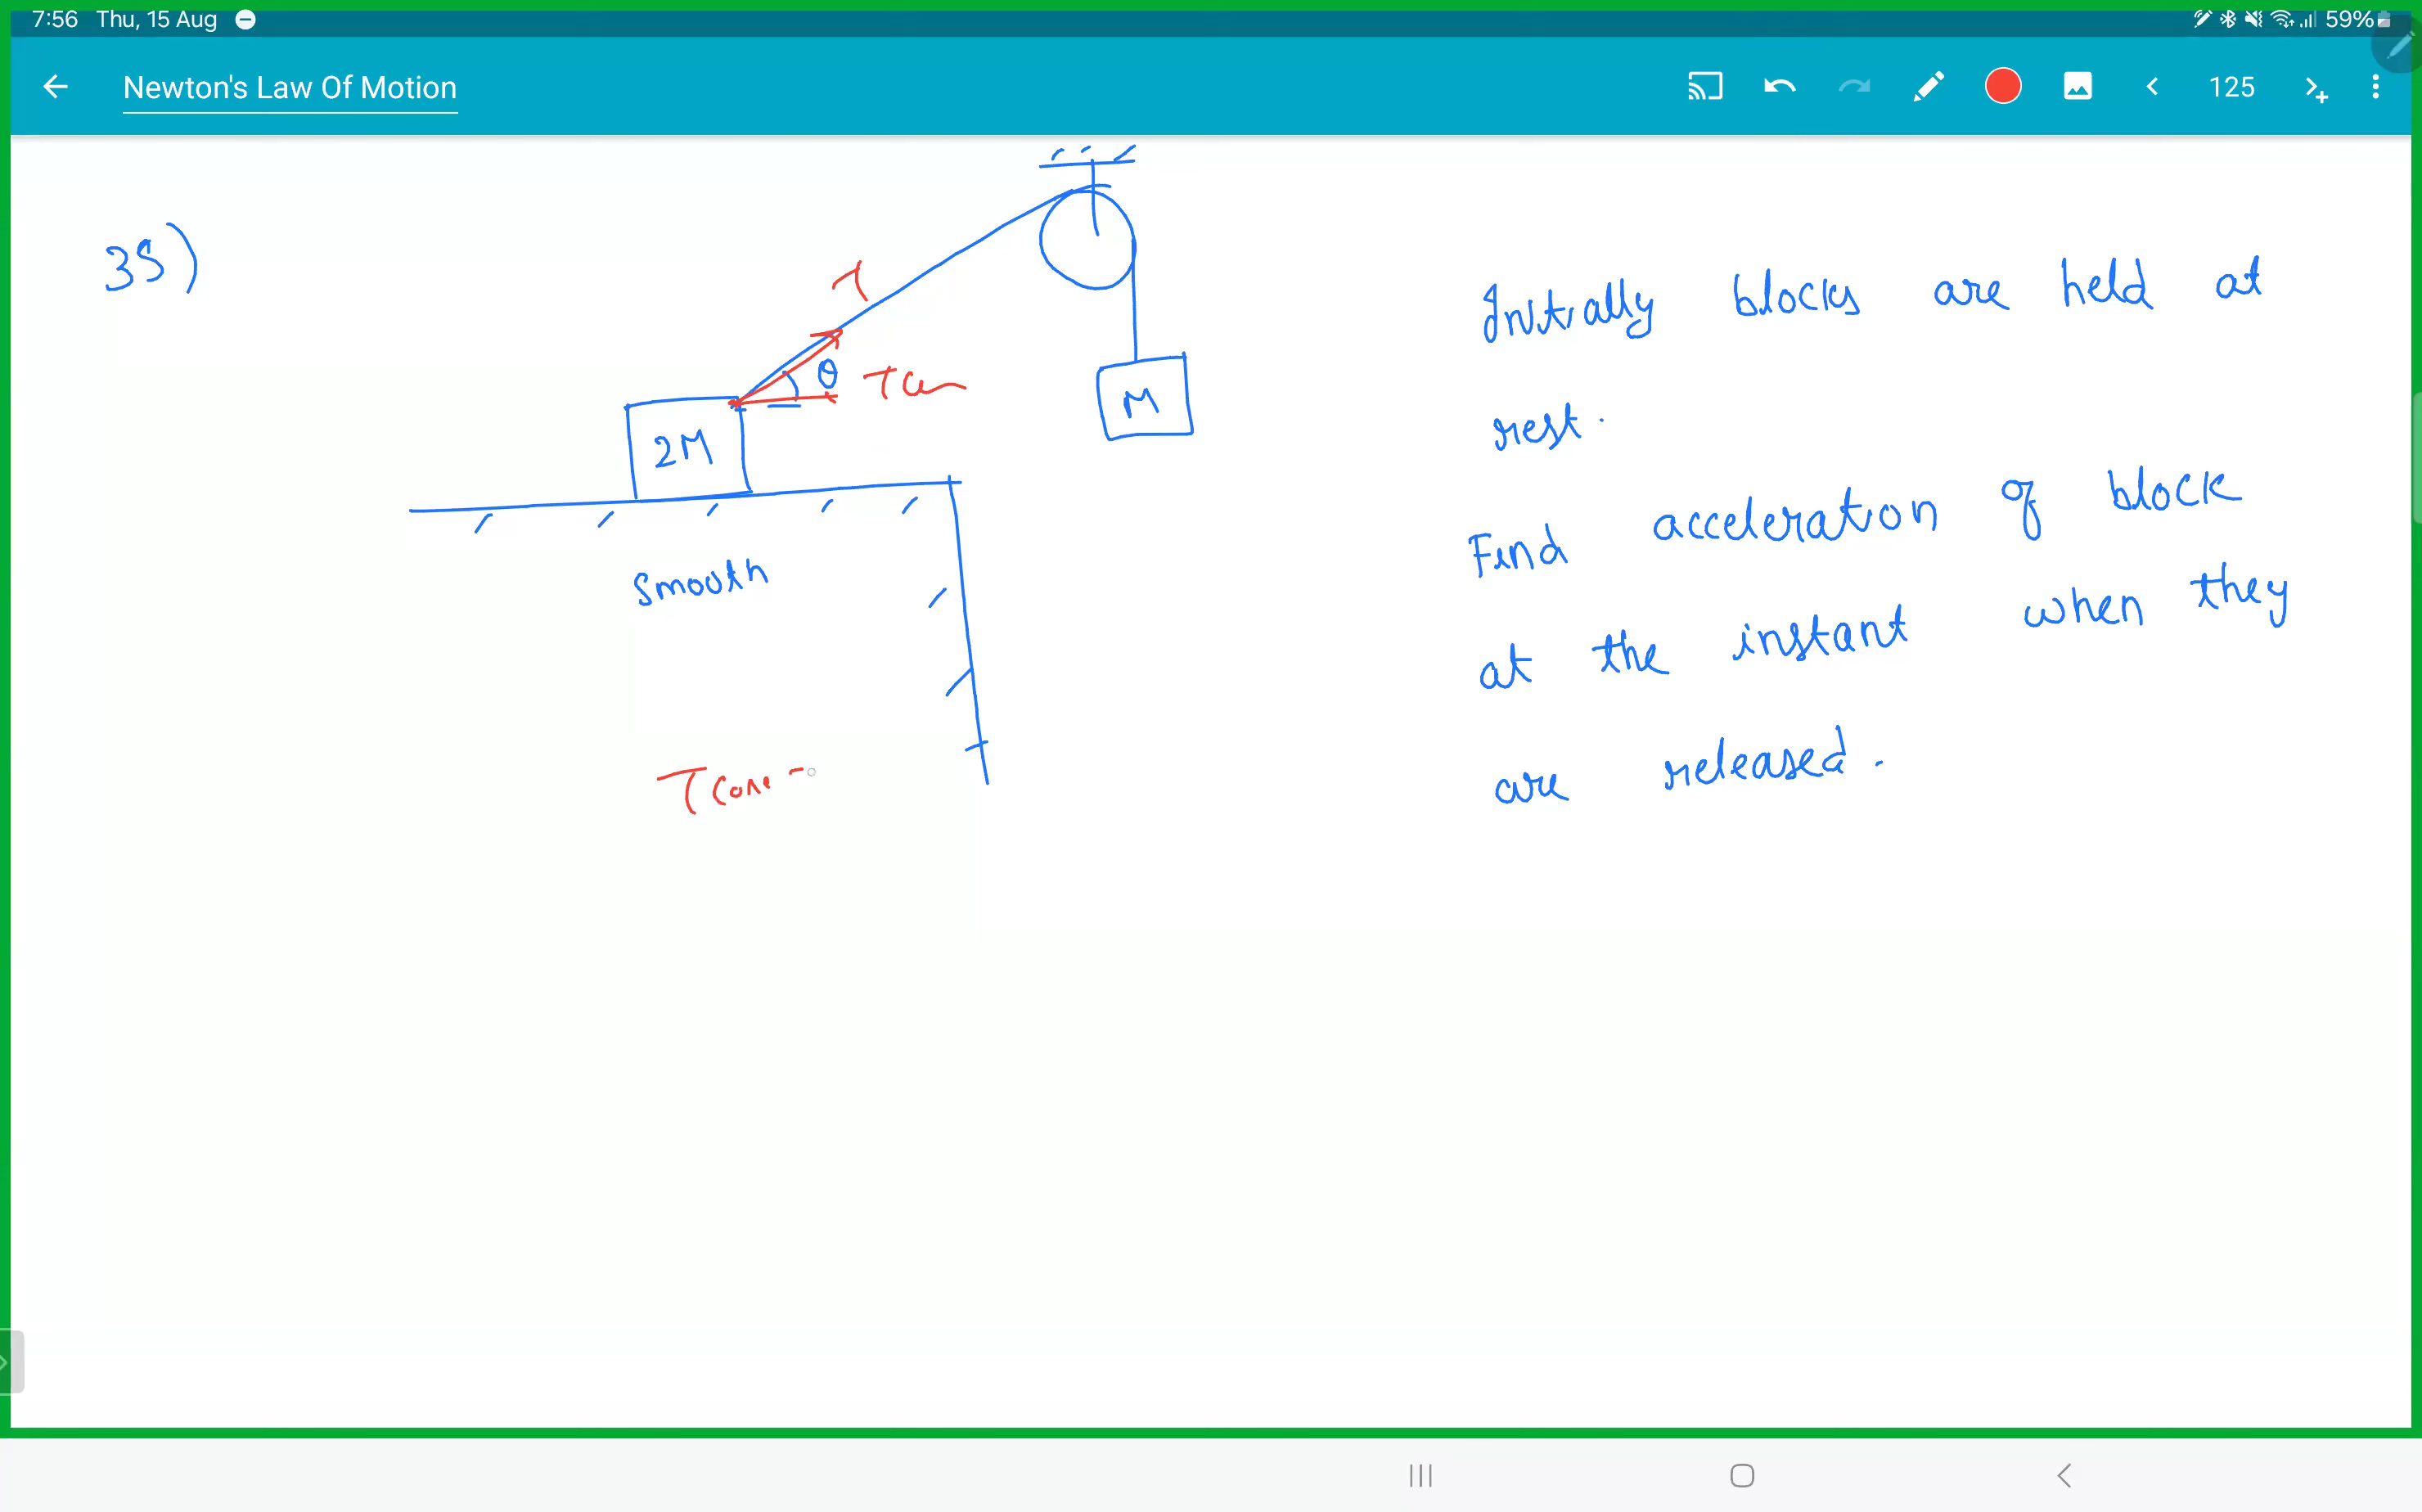 7:56 Thu, 15 Aug
59%
Newton's Law Of Motion
125
35)
T
θ
2M
M
Smooth
Initially blocks are held at
rest.
Find acceleration of block
at the instant when they
are released.